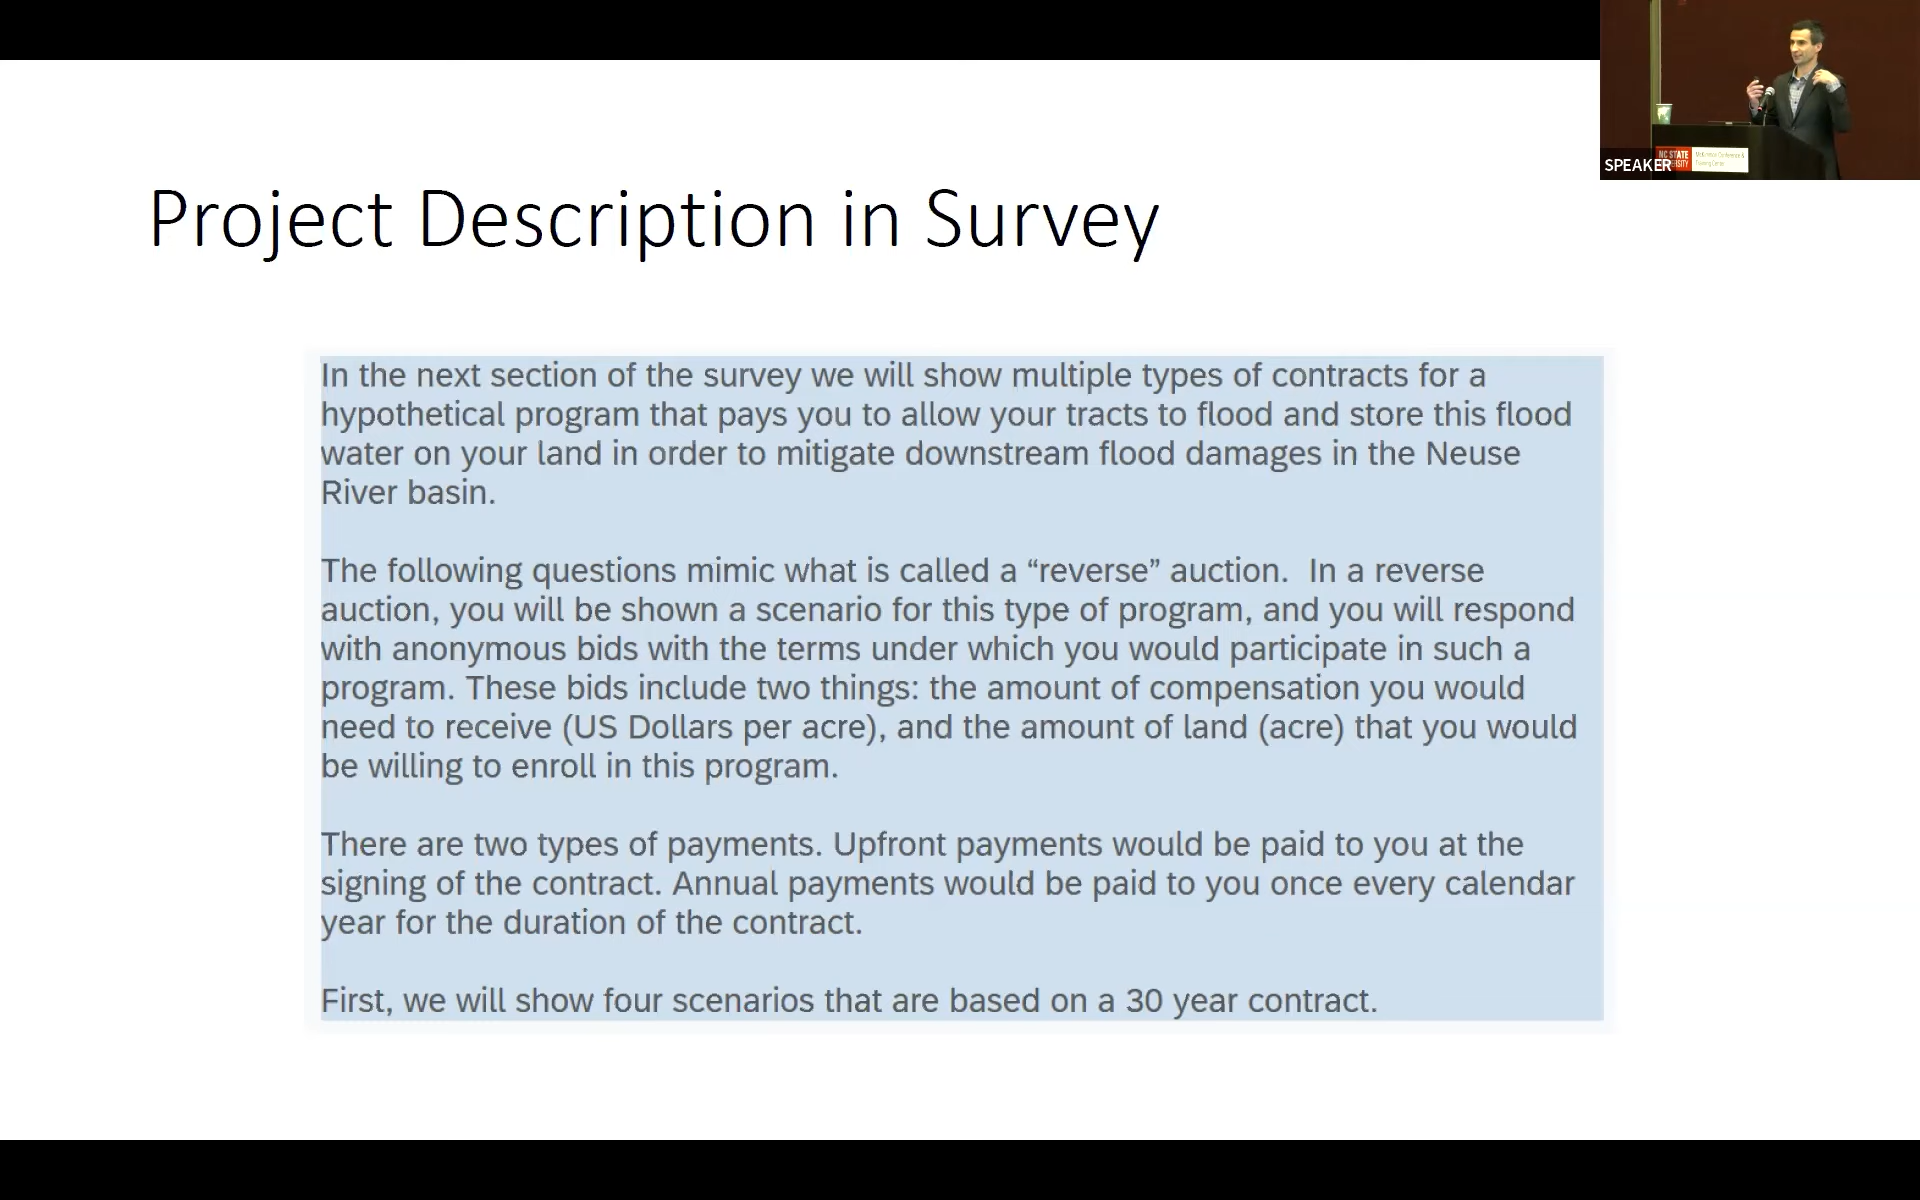 SPEAKER
NC STATE
McKimmon Conference &
Training Center
Project Description in Survey
In the next section of the survey we will show multiple types of contracts for a
hypothetical program that pays you to allow your tracts to flood and store this flood
water on your land in order to mitigate downstream flood damages in the Neuse
River basin.
The following questions mimic what is called a “reverse” auction.  In a reverse
auction, you will be shown a scenario for this type of program, and you will respond
with anonymous bids with the terms under which you would participate in such a
program. These bids include two things: the amount of compensation you would
need to receive (US Dollars per acre), and the amount of land (acre) that you would
be willing to enroll in this program.
There are two types of payments. Upfront payments would be paid to you at the
signing of the contract. Annual payments would be paid to you once every calendar
year for the duration of the contract.
First, we will show four scenarios that are based on a 30 year contract.